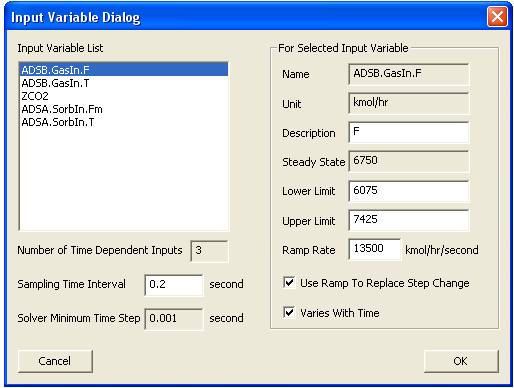 Input Variable Dialog
Input Variable List
ADSB.GasIn.F
ADSB.GasIn.T
ZCO2
ADSA.SorbIn.Fm
ADSA.SorbIn.T
Number of Time Dependent Inputs 3
Sampling Time Interval 0.2 second
Solver Minimum Time Step 0.001 second
For Selected Input Variable
Name ADSB.GasIn.F
Unit kmol/hr
Description F
Steady State 6750
Lower Limit 6075
Upper Limit 7425
Ramp Rate 13500 kmol/hr/second
Use Ramp To Replace Step Change
Varies With Time
Cancel
OK